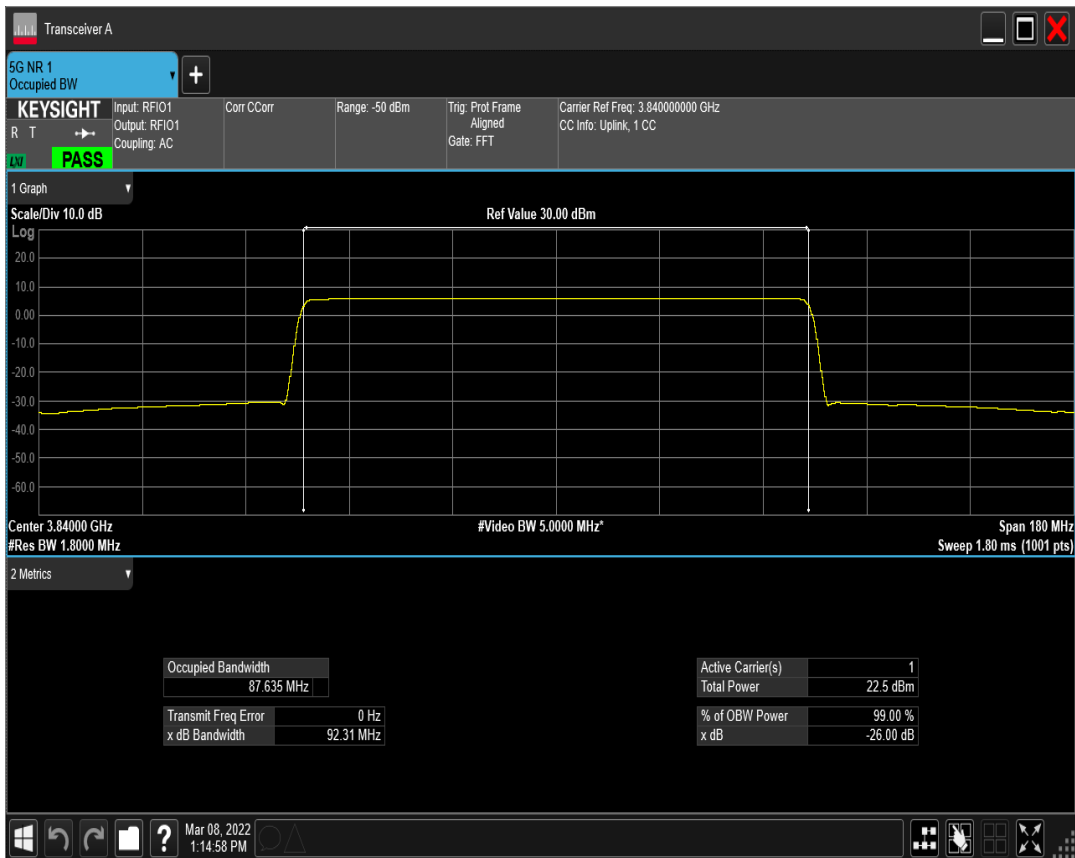 Transceiver A
5G NR 1
Occupied BW
+
KEYSIGHT
R T
LXI
PASS
Input: RFIO1
Output: RFIO1
Coupling: AC
Corr CCorr
Range: -50 dBm
Trig: Prot Frame
Aligned
Gate: FFT
Carrier Ref Freq: 3.840000000 GHz
CC Info: Uplink, 1 CC
1 Graph
Scale/Div 10.0 dB
Ref Value 30.00 dBm
Log
20.0
10.0
0.00
-10.0
-20.0
-30.0
-40.0
-50.0
-60.0
Center 3.84000 GHz
#Video BW 5.0000 MHz*
Span 180 MHz
#Res BW 1.8000 MHz
Sweep 1.80 ms (1001 pts)
2 Metrics
Occupied Bandwidth
87.635 MHz
Transmit Freq Error 0 Hz
x dB Bandwidth 92.31 MHz
Active Carrier(s) 1
Total Power 22.5 dBm
% of OBW Power 99.00 %
x dB -26.00 dB
?
Mar 08, 2022
1:14:58 PM